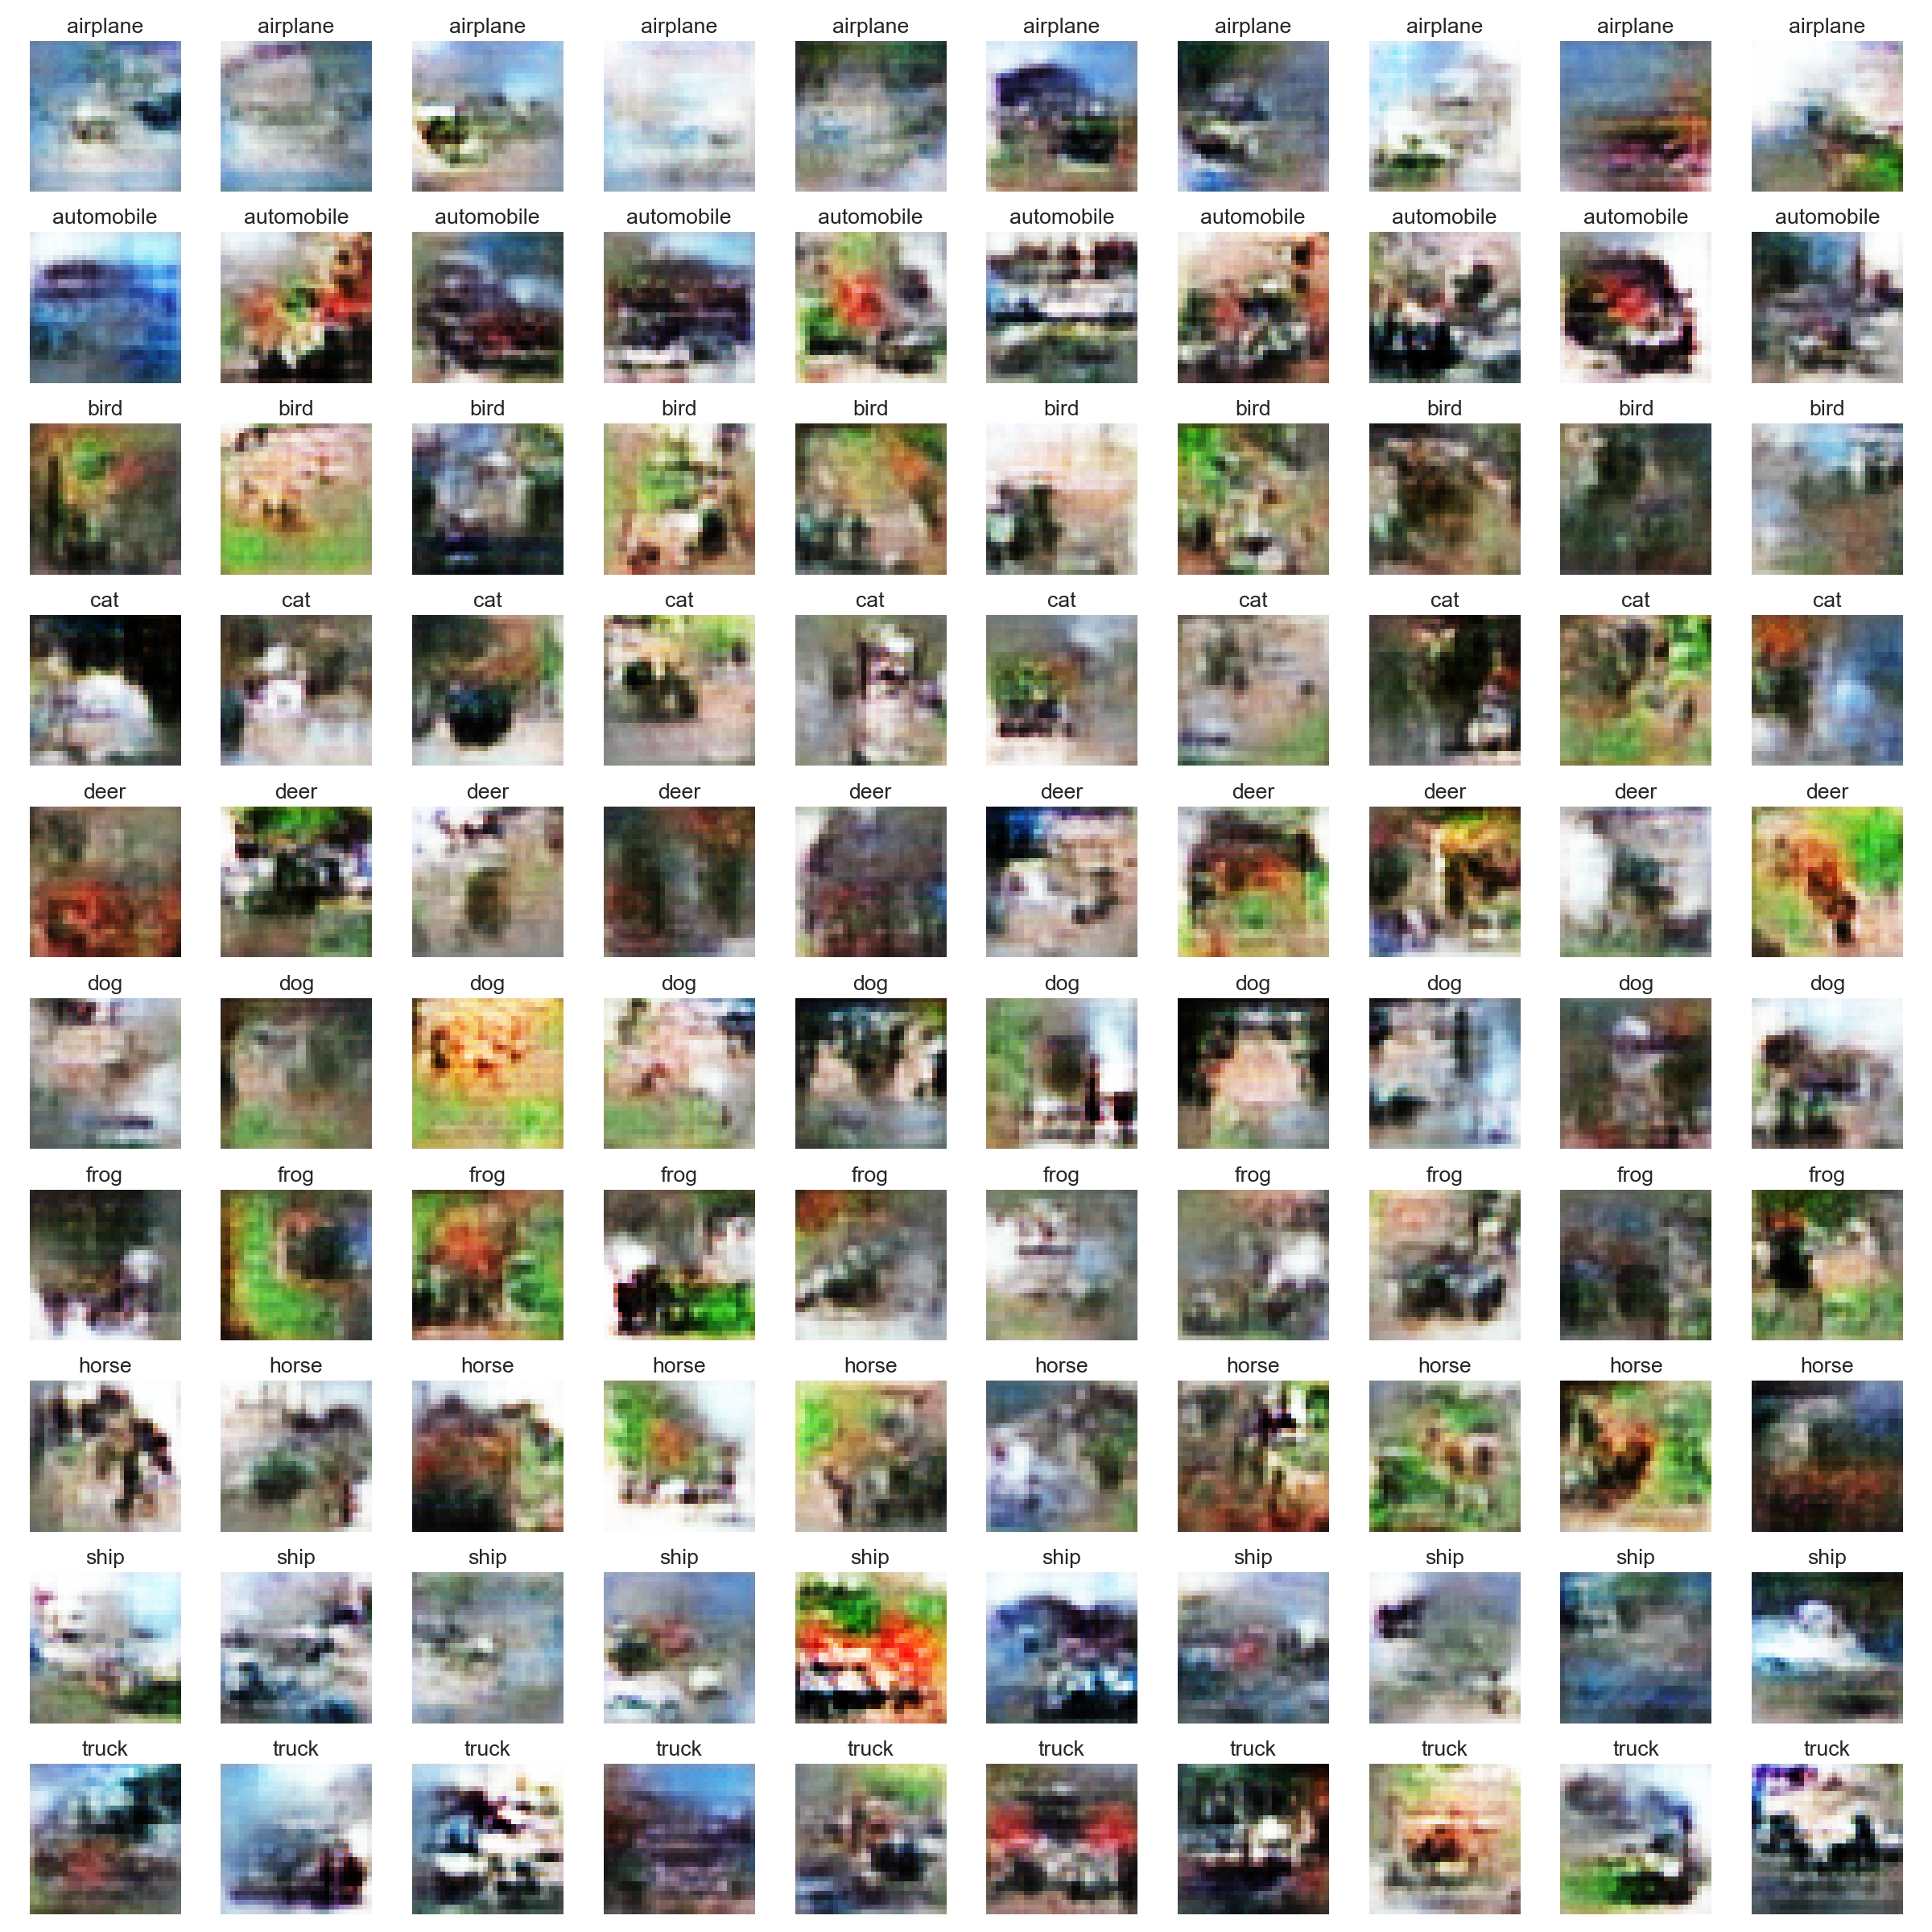 airplane airplane airplane airplane airplane airplane airplane airplane airplane airplane
automobile automobile automobile automobile automobile automobile automobile automobile automobile automobile
bird bird bird bird bird bird bird bird bird bird
cat cat cat cat cat cat cat cat cat cat
deer deer deer deer deer deer deer deer deer deer
dog dog dog dog dog dog dog dog dog dog
frog frog frog frog frog frog frog frog frog frog
horse horse horse horse horse horse horse horse horse horse
ship ship ship ship ship ship ship ship ship ship
truck truck truck truck truck truck truck truck truck truck